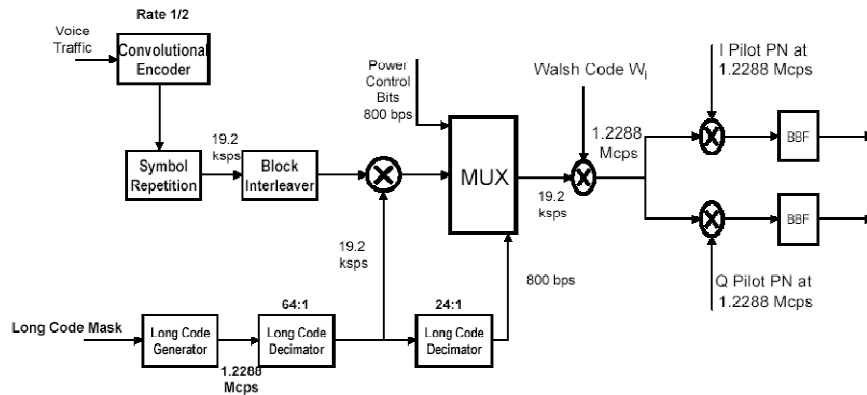 Rate 1/2
Voice
Traffic
Convolutional
Encoder
Power
Control
Bits
800 bps
Walsh Code Wi
I Pilot PN at
1.2288 Mcps
1.2288
Mcps
BBF
19.2
ksps
Symbol
Repetition
Block
Interleaver
MUX
19.2
ksps
BBF
19.2
ksps
800 bps
Q Pilot PN at
1.2288 Mcps
64:1
24:1
Long Code Mask
Long Code
Generator
Long Code
Decimator
Long Code
Decimator
1.2288
Mcps